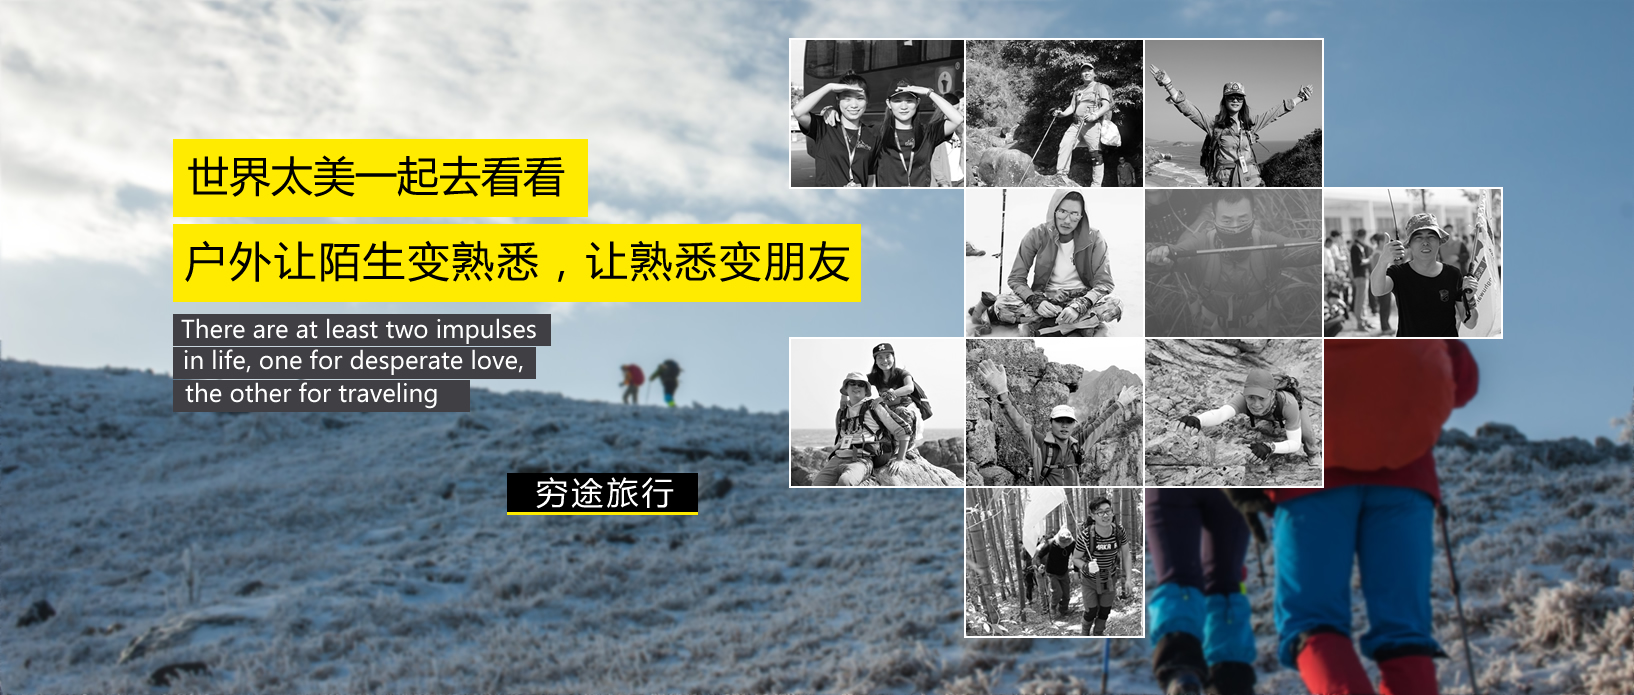 世界太美一起去看看
户外让陌生变熟悉，让熟悉变朋友
There are at least two impulses
in life, one for desperate love,
the other for traveling
穷途旅行